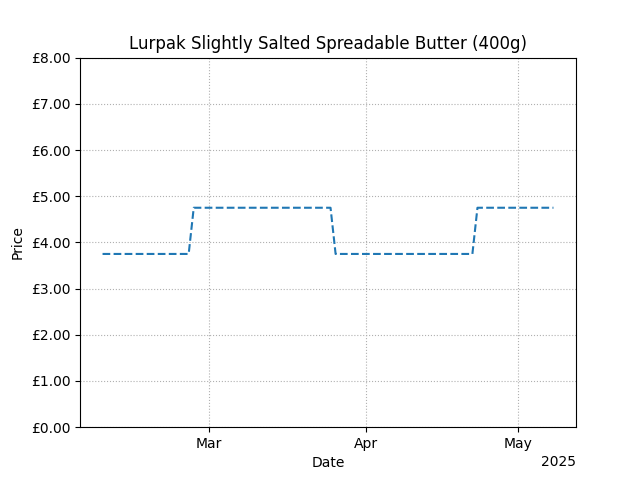 Lurpak Slightly Salted Spreadable Butter (400g)
£8.00
£7.00
£6.00
£5.00
£4.00
£3.00
£2.00
£1.00
£0.00
Price
Mar
Apr
May
Date
2025